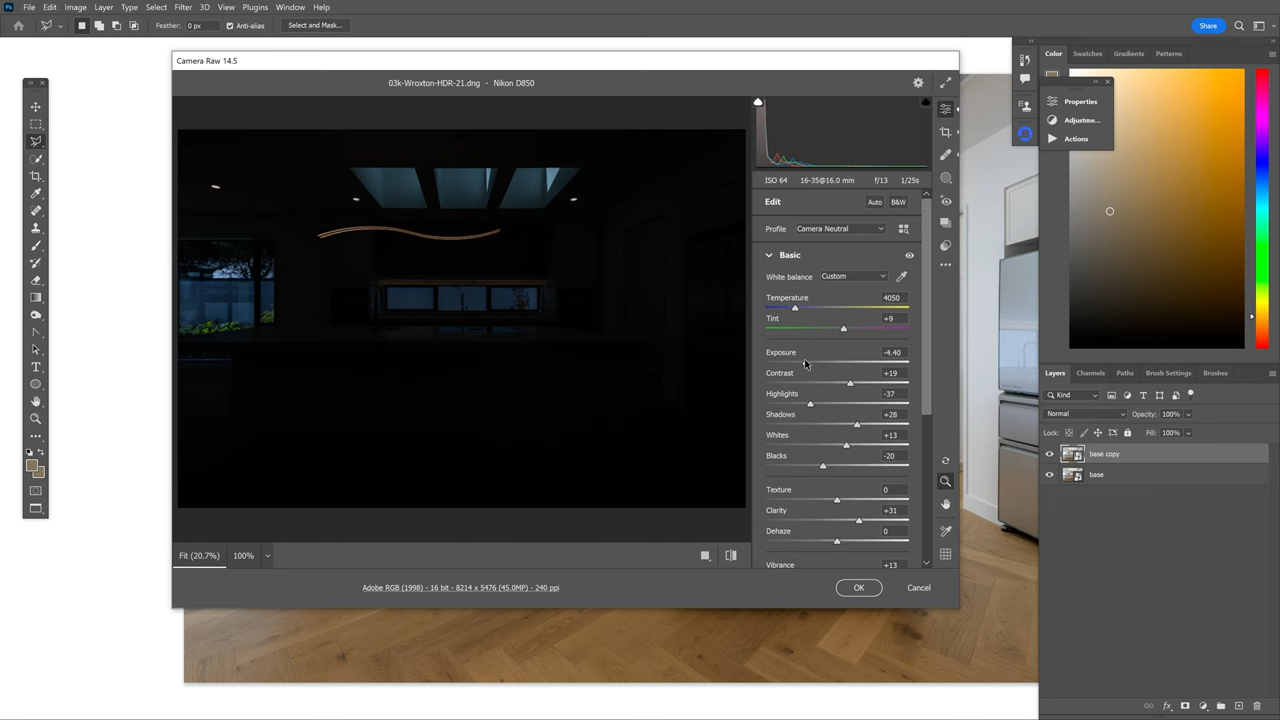 Ps File Edit Image Layer Type Select Filter 3D View Plugins Window Help
Feather: 0 px Anti-alias Select and Mask... Share
Camera Raw 14.5
03k-Wroxton-HDR-21.dng - Nikon D850
ISO 64 16-35@16.0 mm f/13 1/25s
Edit Auto B&W
Profile Camera Neutral
Basic
White balance Custom
Temperature 4050
Tint +9
Exposure -4.40
Contrast +19
Highlights -37
Shadows +28
Whites +13
Blacks -20
Texture 0
Clarity +31
Dehaze 0
Vibrance +13
Fit (20.7%) 100%
Adobe RGB (1998) - 16 bit - 8214 x 5476 (45.0MP) - 240 ppi
OK Cancel
Color Swatches Gradients Patterns
Properties
Adjustme...
Actions
Layers Channels Paths Brush Settings Brushes
Kind
Normal Opacity: 100%
Lock: Fill: 100%
base copy
base